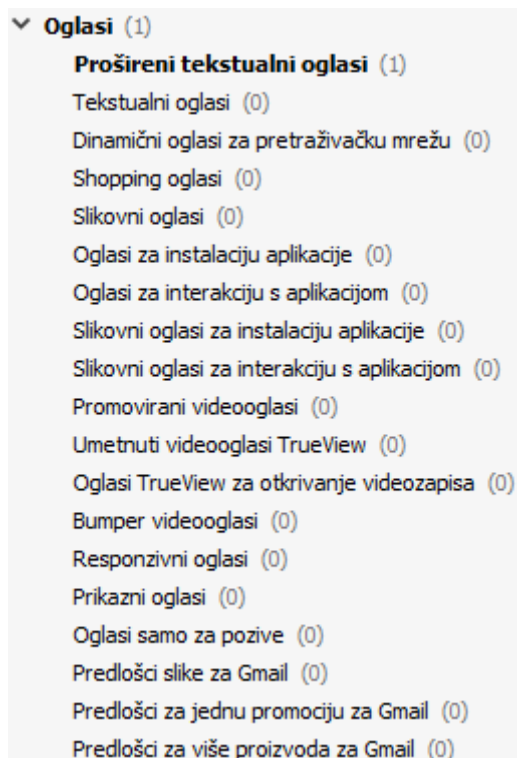 Oglasi (1)
Prošireni tekstualni oglasi (1)
Tekstualni oglasi (0)
Dinamični oglasi za pretraživačku mrežu (0)
Shopping oglasi (0)
Slikovni oglasi (0)
Oglasi za instalaciju aplikacije (0)
Oglasi za interakciju s aplikacijom (0)
Slikovni oglasi za instalaciju aplikacije (0)
Slikovni oglasi za interakciju s aplikacijom (0)
Promovirani videooglasi (0)
Umetnuti videooglasi TrueView (0)
Oglasi TrueView za otkrivanje videozapisa (0)
Bumper videooglasi (0)
Responzivni oglasi (0)
Prikazni oglasi (0)
Oglasi samo za pozive (0)
Predlošci slike za Gmail (0)
Predlošci za jednu promociju za Gmail (0)
Predlošci za više proizvoda za Gmail (0)